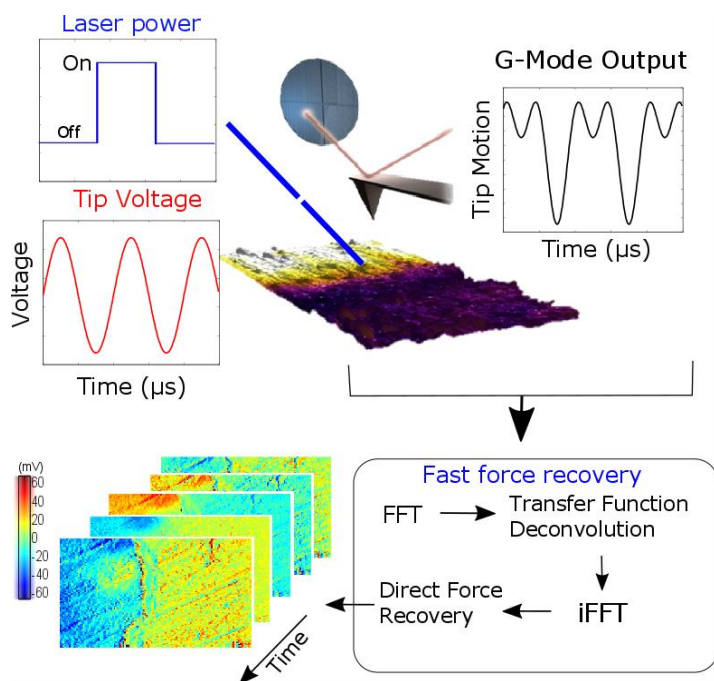 Laser power
On
Off
Tip Voltage
Voltage
Time (µs)
G-Mode Output
Tip Motion
Time (µs)
(mV)
60
40
20
0
-20
-40
-60
Time
Fast force recovery
FFT
Transfer Function
Deconvolution
iFFT
Direct Force
Recovery